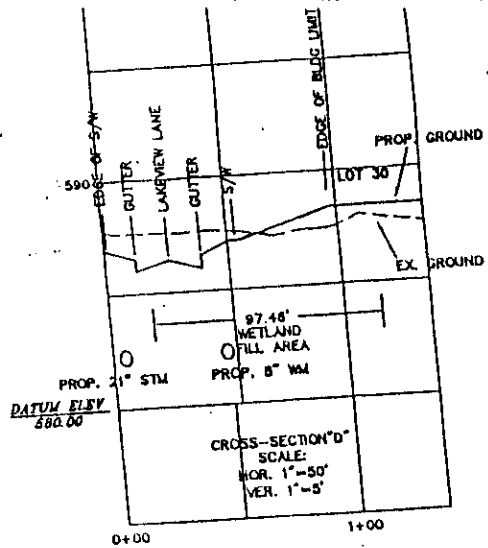 EDGE OF S/W
GUTTER
LAKEVIEW LANE
GUTTER
S/W
EDGE OF BLDG LIMIT
PROP. GROUND
590
LOT 30
EX. GROUND
97.46'
WETLAND
FILL AREA
PROP. 21" STM
PROP. 8" WM
DATUM ELEV
580.00
CROSS-SECTION "D"
SCALE:
HOR. 1"=50'
VER. 1"=5'
0+00
1+00